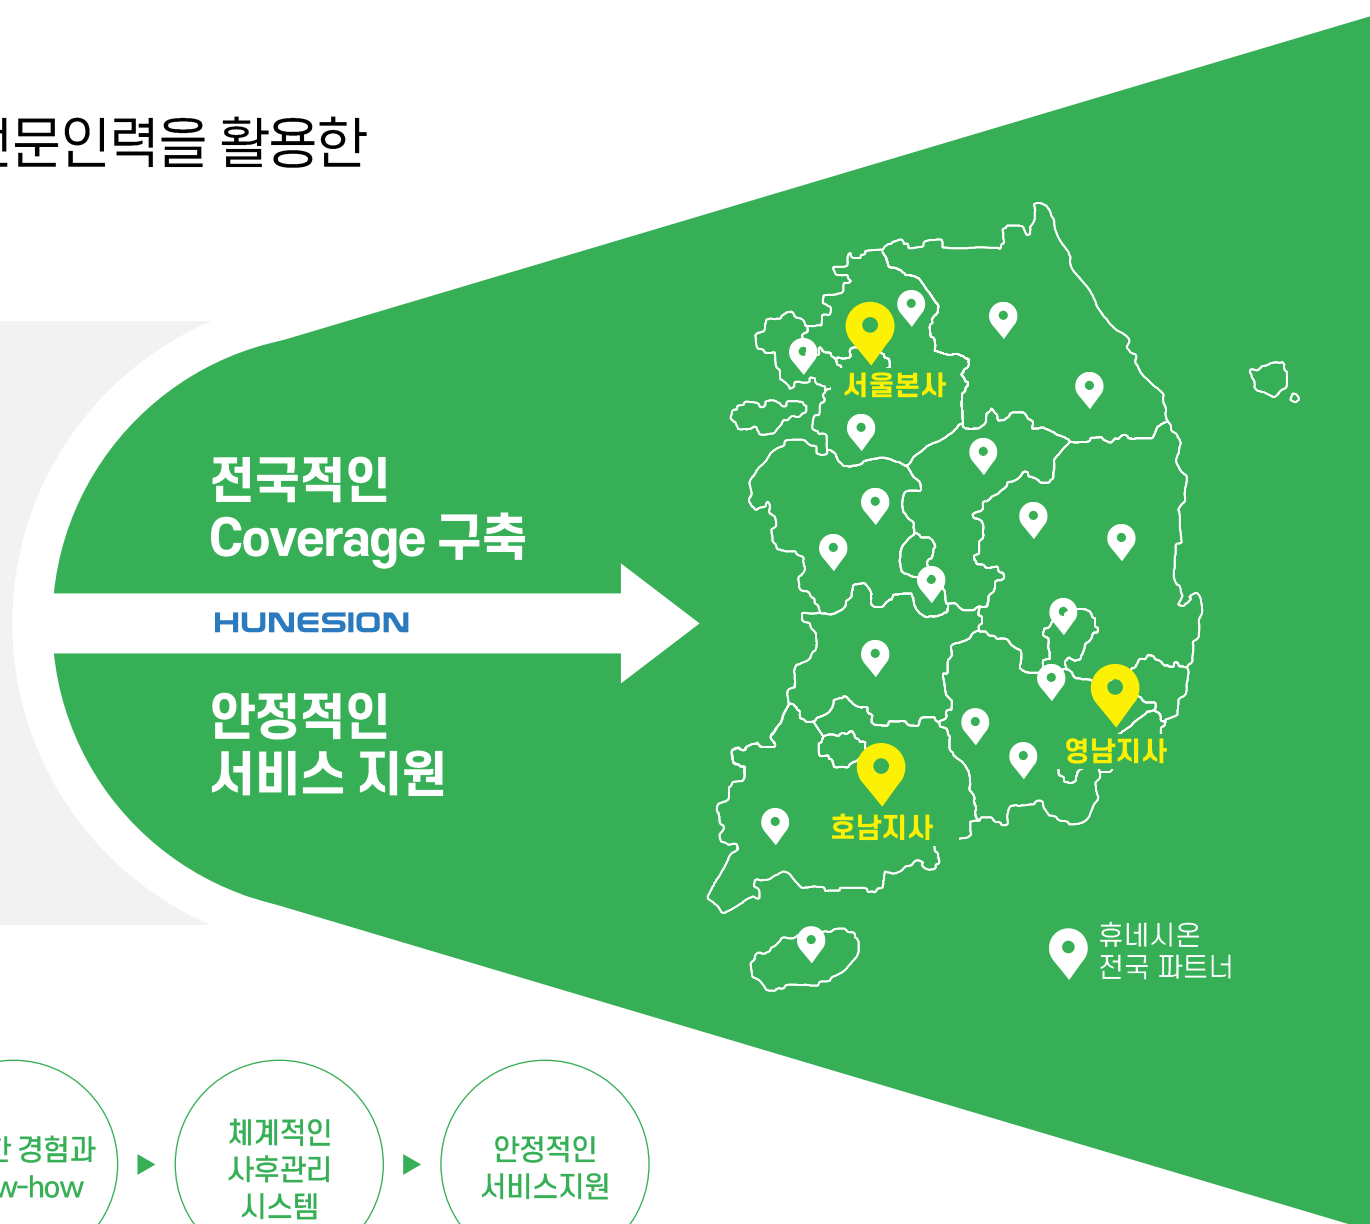 전문인력을 활용한
전국적인
Coverage 구축
HUNESION
안정적인
서비스 지원
서울본사
영남지사
호남지사
휴네시온
전국 파트너
경험과
체계적인
사후관리
시스템
안정적인
서비스지원